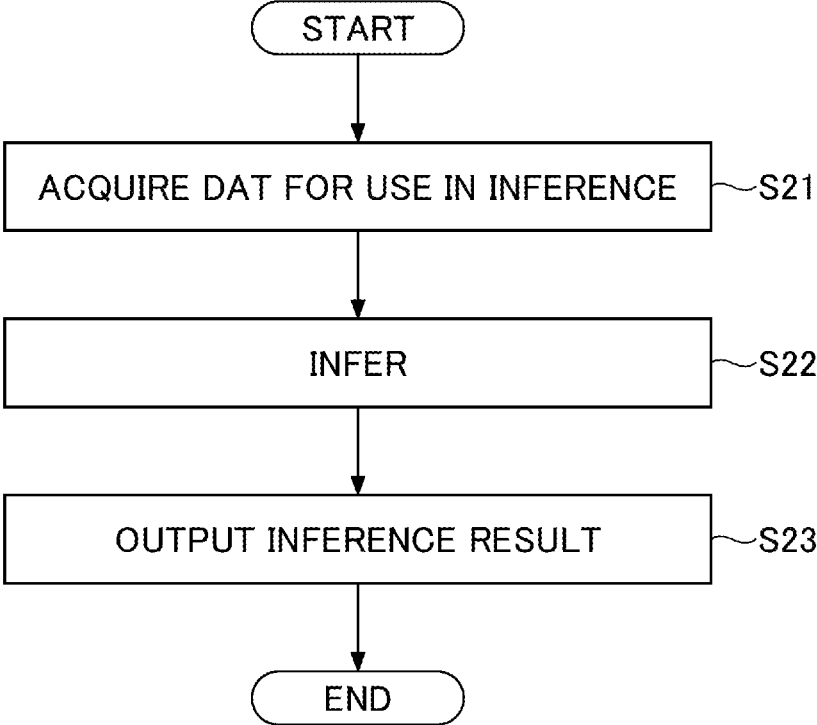 START
ACQUIRE DAT FOR USE IN INFERENCE
S21
INFER
S22
OUTPUT INFERENCE RESULT
S23
END